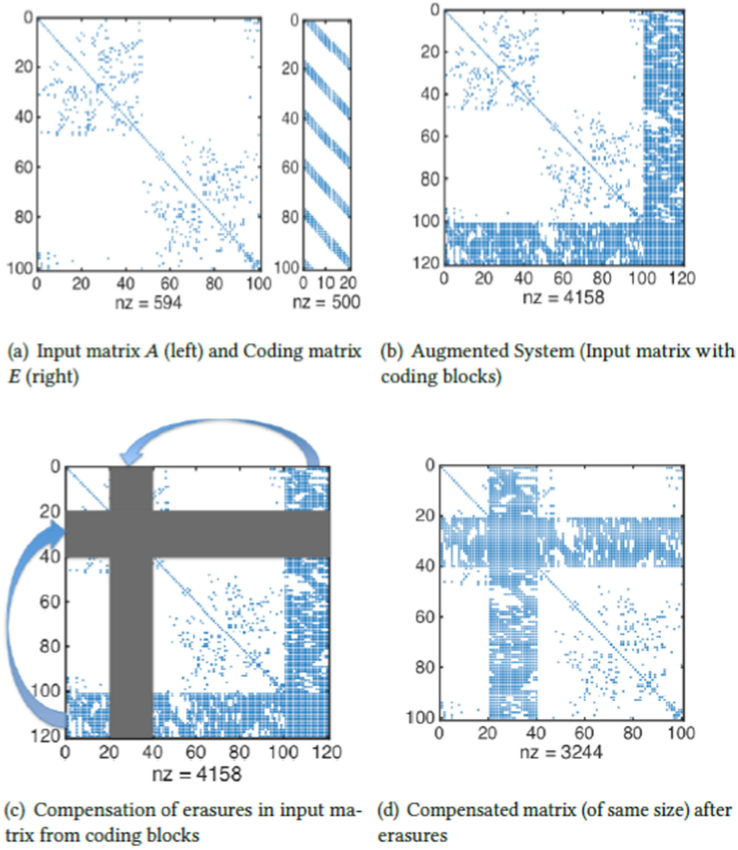 0
20
40
60
80
100
0 20 40 60 80 100
nz = 594
0
20
40
60
80
100
0 10 20
nz = 500
0
20
40
60
80
100
120
0 20 40 60 80 100 120
nz = 4158
(a) Input matrix A (left) and Coding matrix
E (right)
(b) Augmented System (Input matrix with
coding blocks)
0
20
40
60
80
100
120
0 20 40 60 80 100 120
nz = 4158
0
20
40
60
80
100
0 20 40 60 80 100
nz = 3244
(c) Compensation of erasures in input ma-
trix from coding blocks
(d) Compensated matrix (of same size) after
erasures